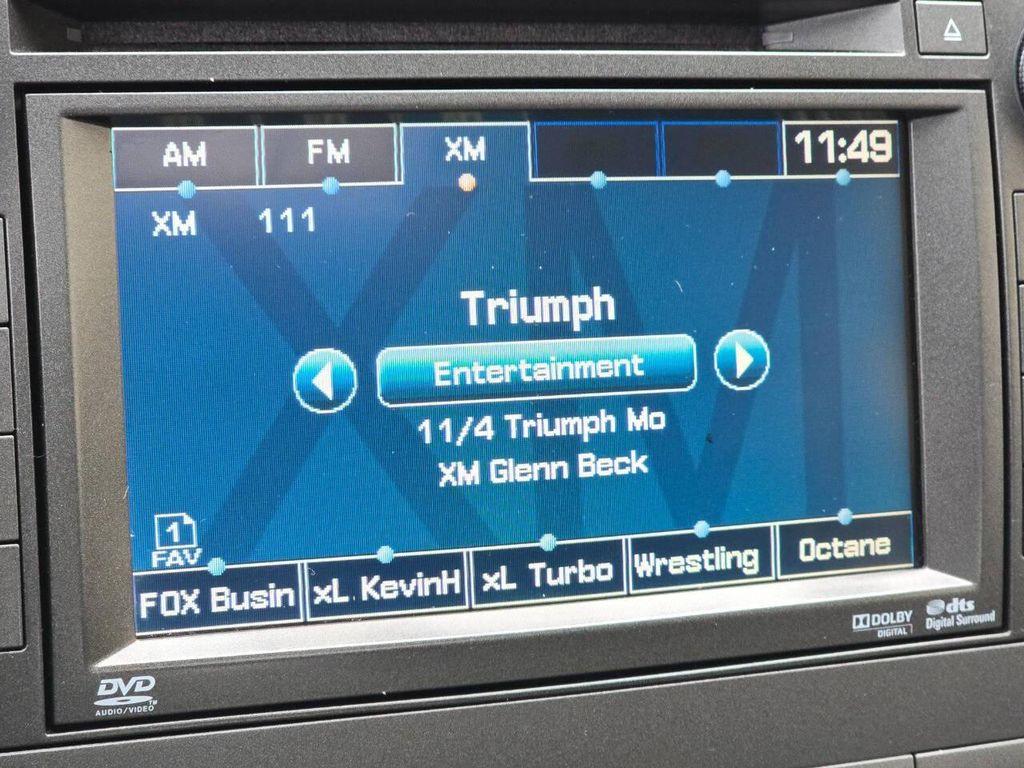 AM FM XM 11:49
XM 111
Triumph
Entertainment
11/4 Triumph Mo
XM Glenn Beck
1
FAV
FOX Busin xL KevinH xL Turbo Wrestling Octane
DVD
AUDIO/VIDEO™
DOLBY
DIGITAL
dts
Digital Surround